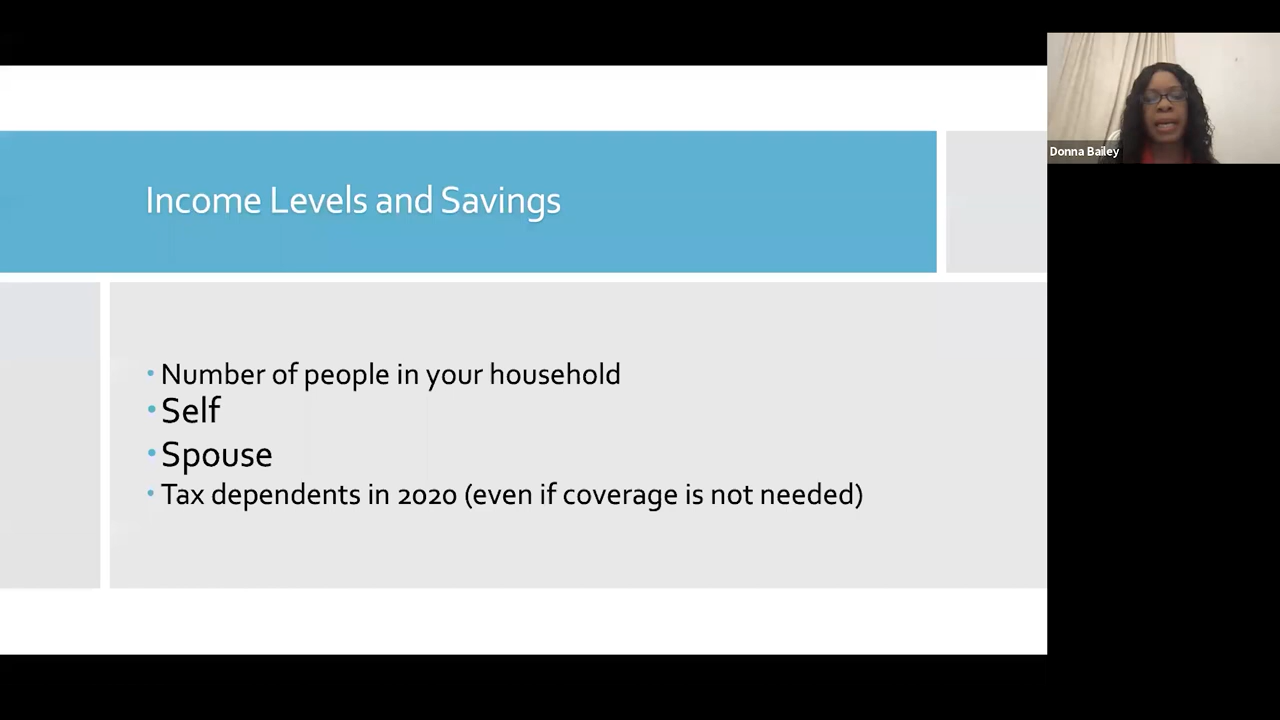 Income Levels and Savings
Donna Bailey
• Number of people in your household
• Self
• Spouse
• Tax dependents in 2020 (even if coverage is not needed)